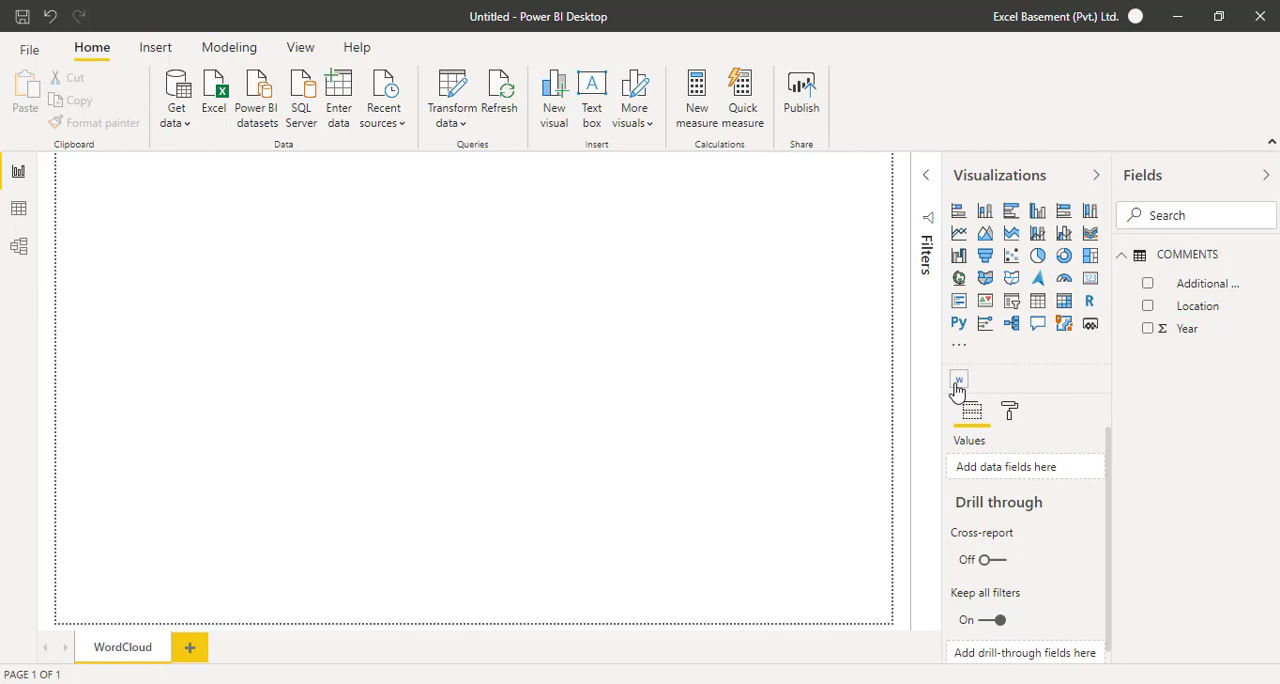 Untitled - Power BI Desktop
Excel Basement (Pvt.) Ltd.
File
Home
Insert
Modeling
View
Help
Paste
Cut
Copy
Format painter
Clipboard
Get data
Excel
Power BI datasets
SQL Server
Enter data
Recent sources
Data
Transform data
Refresh
Queries
New visual
Text box
More visuals
Insert
New measure
Quick measure
Calculations
Publish
Share
Filters
Visualizations
123
R
Py
...
W
Values
Add data fields here
Drill through
Cross-report
Off
Keep all filters
On
Add drill-through fields here
Fields
Search
COMMENTS
Additional ...
Location
Σ Year
WordCloud
PAGE 1 OF 1